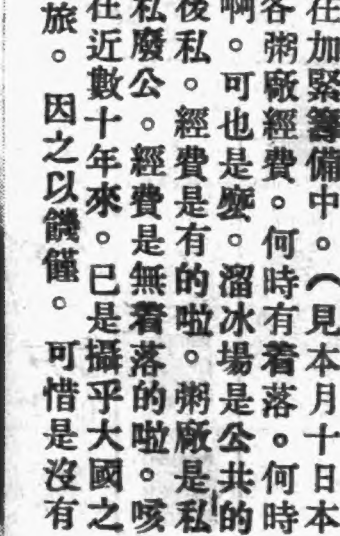 在加緊籌備中。（見本月十日本
客粥廠經費。何時有着落。何時
啊。可也是麽。溜冰場是公共的
後私。經費是有的啦。粥廠是私
私廢公。經費是無着落的啦。咳
在近數十年來。已是攝乎大國之
旅。因之以饑饉。可惜是沒有